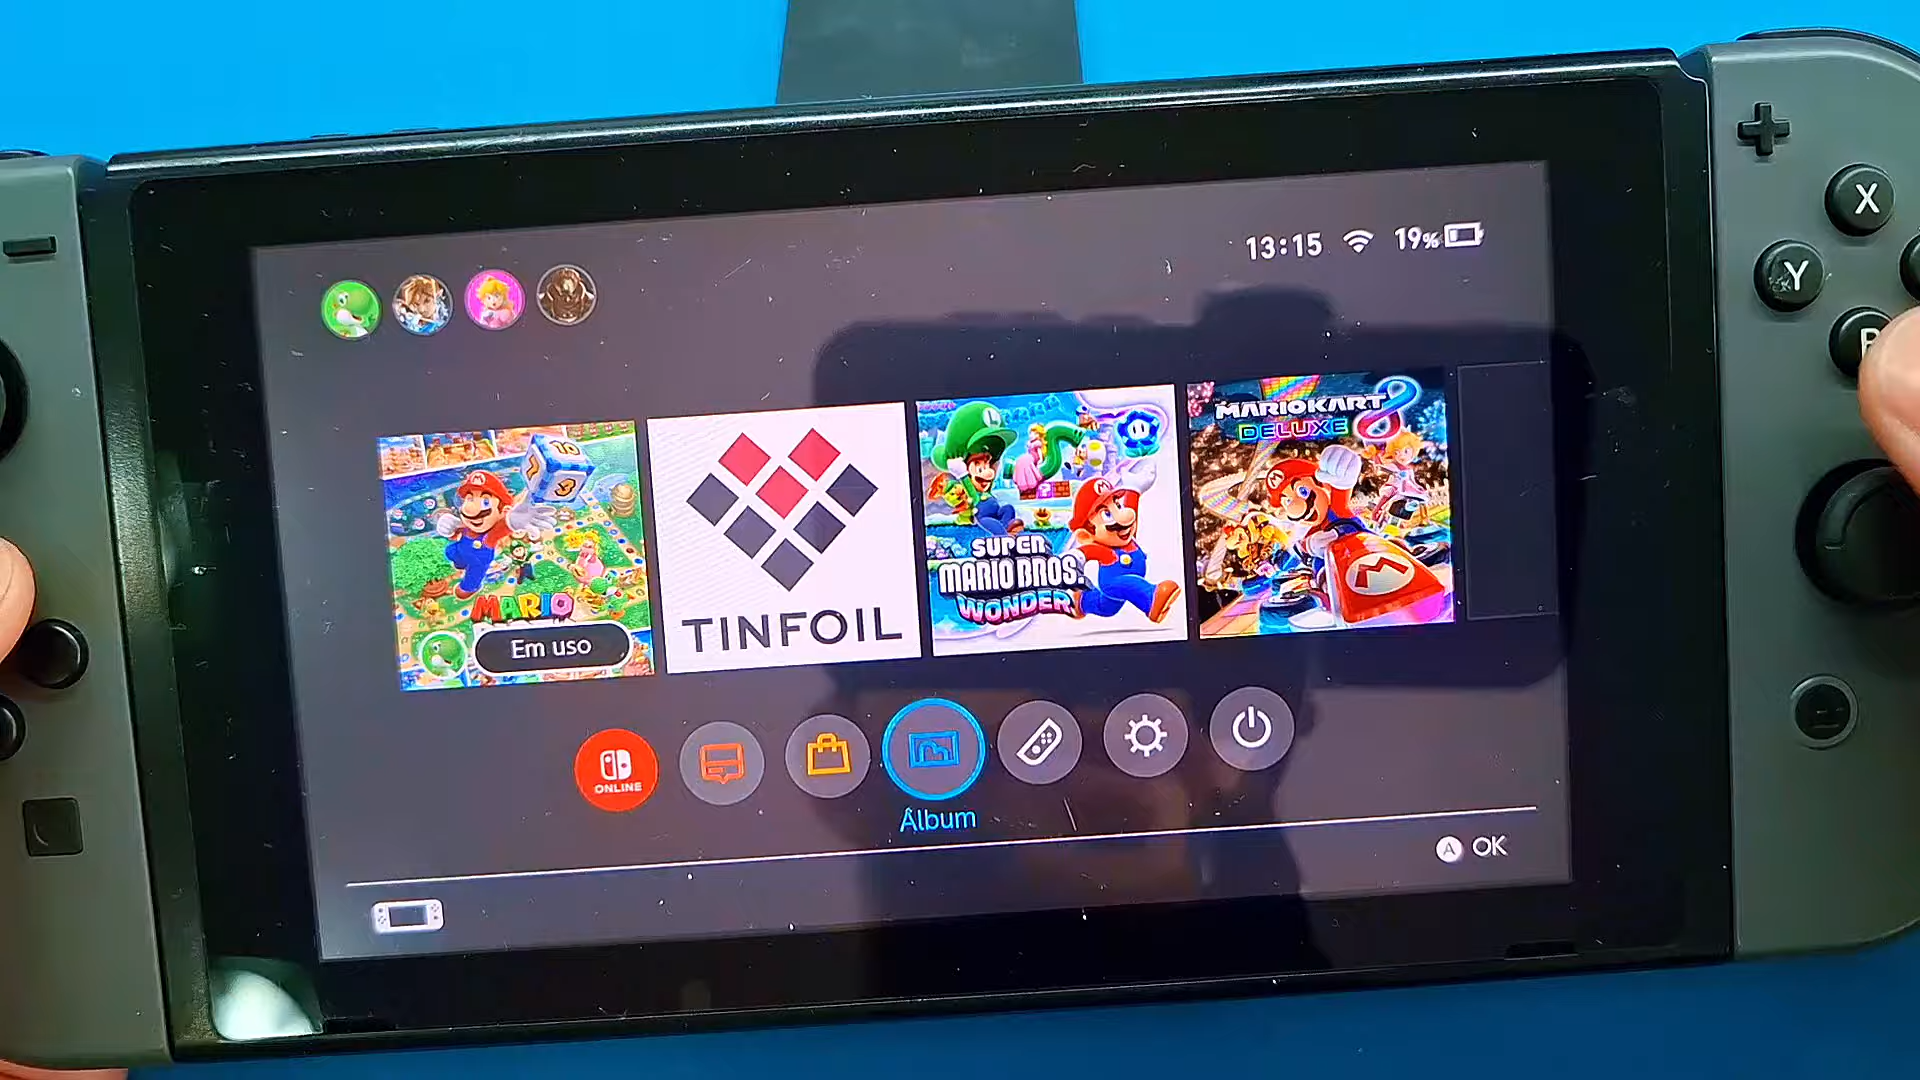 13:15 19%
MARIOKART 8
DELUXE
SUPER
MARIO BROS.
WONDER
MARIO
Em uso
TINFOIL
ONLINE
Álbum
A OK
X
Y